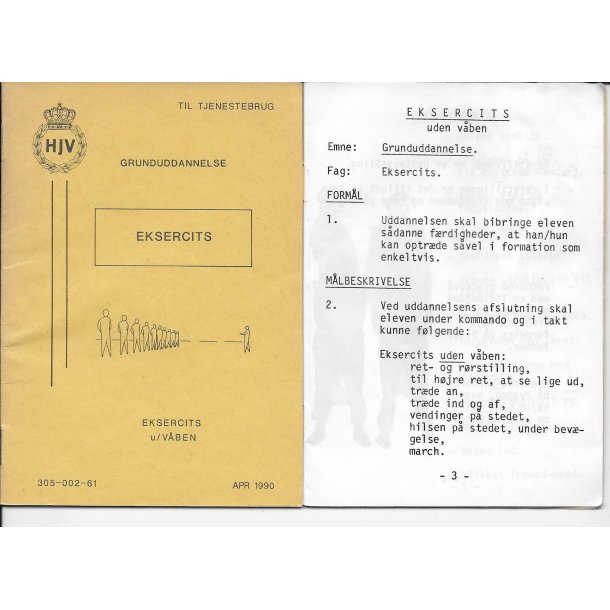 TIL TJENESTEBRUG
HJV
GRUNDUDDANNELSE
EKSERCITS
EKSERCITS
u/VÅBEN
305-002-61
APR 1990
EKSERCITS
uden våben
Emne: Grunduddannelse.
Fag: Eksercits.
FORMÅL
1. Uddannelsen skal bibringe eleven
sådanne færdigheder, at han/hun
kan optræde såvel i formation som
enkeltvis.
MÅLBESKRIVELSE
2. Ved uddannelsens afslutning skal
eleven under kommando og i takt
kunne følgende:
Eksercits uden våben:
ret- og rørstilling,
til højre ret, at se lige ud,
træde an,
træde ind og af,
vendinger på stedet,
hilsen på stedet, under bevæ-
gelse,
march.
- 3 -